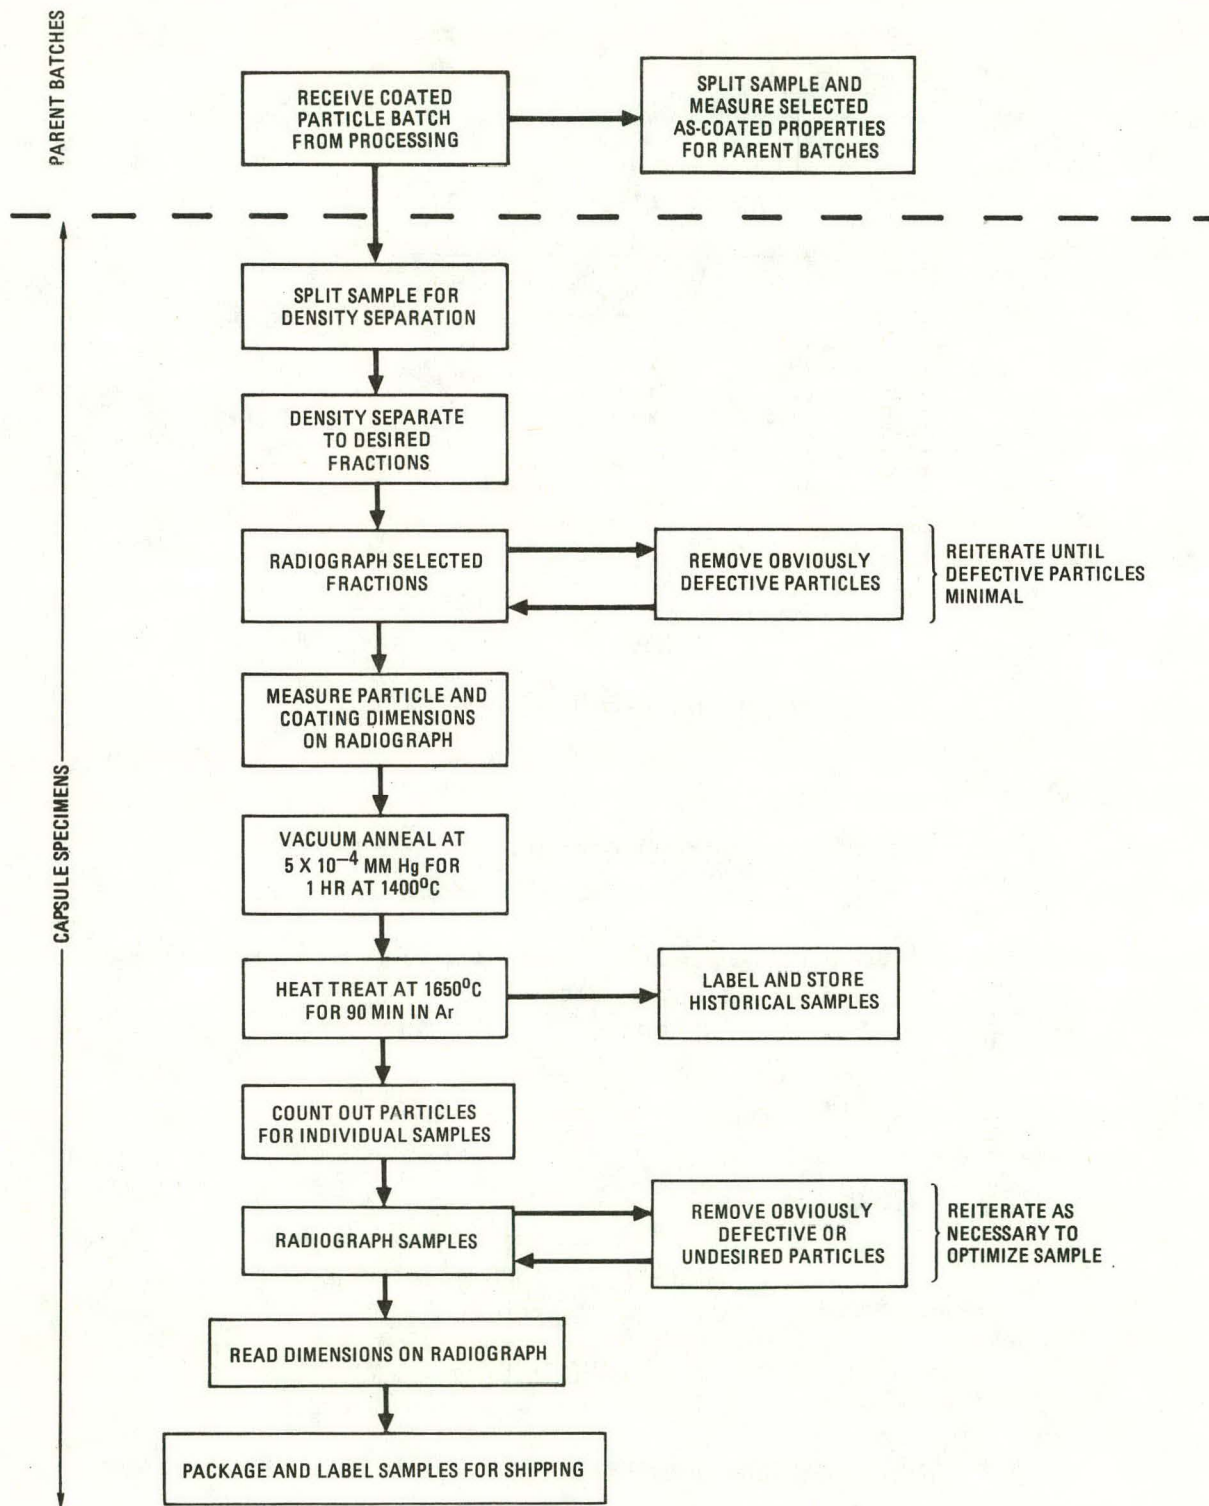 PARENT BATCHES
RECEIVE COATED
PARTICLE BATCH
FROM PROCESSING
SPLIT SAMPLE AND
MEASURE SELECTED
AS-COATED PROPERTIES
FOR PARENT BATCHES
CAPSULE SPECIMENS
SPLIT SAMPLE FOR
DENSITY SEPARATION
DENSITY SEPARATE
TO DESIRED
FRACTIONS
RADIOGRAPH SELECTED
FRACTIONS
REMOVE OBVIOUSLY
DEFECTIVE PARTICLES
REITERATE UNTIL
DEFECTIVE PARTICLES
MINIMAL
MEASURE PARTICLE AND
COATING DIMENSIONS
ON RADIOGRAPH
VACUUM ANNEAL AT
5 X 10⁻⁴ MM Hg FOR
1 HR AT 1400⁰C
HEAT TREAT AT 1650⁰C
FOR 90 MIN IN Ar
LABEL AND STORE
HISTORICAL SAMPLES
COUNT OUT PARTICLES
FOR INDIVIDUAL SAMPLES
RADIOGRAPH SAMPLES
REMOVE OBVIOUSLY
DEFECTIVE OR
UNDESIRED PARTICLES
REITERATE AS
NECESSARY TO
OPTIMIZE SAMPLE
READ DIMENSIONS ON RADIOGRAPH
PACKAGE AND LABEL SAMPLES FOR SHIPPING